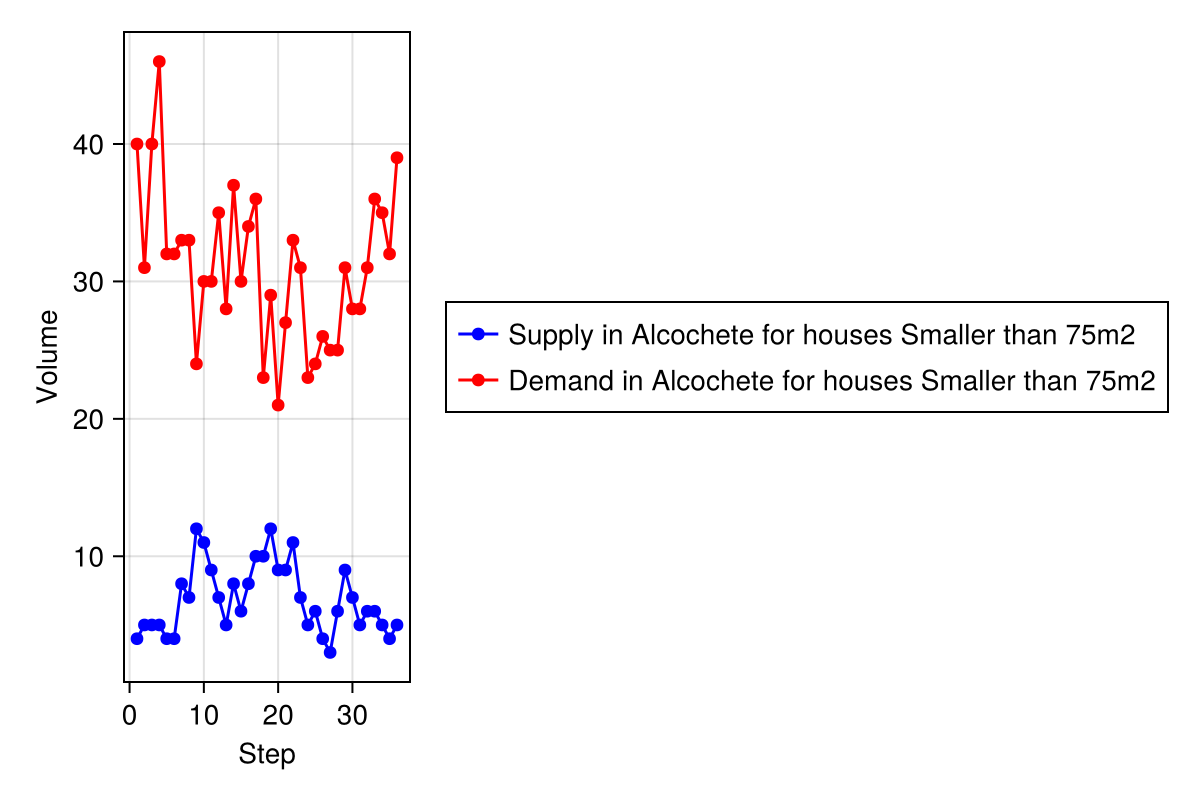 Volume
40
30
20
10
0 10 20 30
Step
Supply in Alcochete for houses Smaller than 75m2
Demand in Alcochete for houses Smaller than 75m2